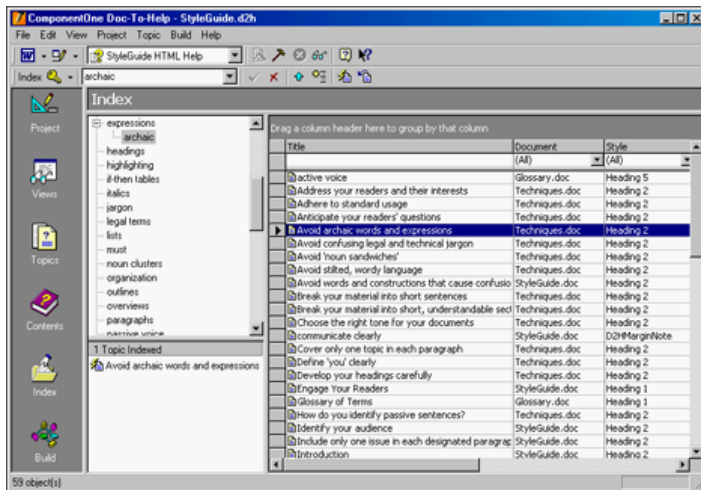 ComponentOne Doc-To-Help - StyleGuide.d2h
File Edit View Project Topic Build Help
StyleGuide HTML Help
Index archaic
Index
Project
Views
Topics
Contents
Index
Build
expressions
archaic
headings
highlighting
if-then tables
italics
jargon
legal terms
lists
must
noun clusters
organization
outlines
overviews
paragraphs
passive voice
1 Topic Indexed
Avoid archaic words and expressions
Drag a column header here to group by that column
Title Document Style
(All) (All)
active voice Glossary.doc Heading 5
Address your readers and their interests Techniques.doc Heading 2
Adhere to standard usage Techniques.doc Heading 2
Anticipate your readers' questions Techniques.doc Heading 2
Avoid archaic words and expressions Techniques.doc Heading 2
Avoid confusing legal and technical jargon Techniques.doc Heading 2
Avoid 'noun sandwiches' Techniques.doc Heading 2
Avoid stilted, wordy language Techniques.doc Heading 2
Avoid words and constructions that cause confusio StyleGuide.doc Heading 2
Break your material into short sentences Techniques.doc Heading 2
Break your material into short, understandable sect Techniques.doc Heading 2
Choose the right tone for your documents Techniques.doc Heading 2
communicate clearly StyleGuide.doc D2HMarginNote
Cover only one topic in each paragraph Techniques.doc Heading 2
Define 'you' clearly Techniques.doc Heading 2
Develop your headings carefully Techniques.doc Heading 2
Engage Your Readers StyleGuide.doc Heading 1
Glossary of Terms Glossary.doc Heading 1
How do you identify passive sentences? Techniques.doc Heading 2
Identify your audience StyleGuide.doc Heading 2
Include only one issue in each designated paragrap StyleGuide.doc Heading 2
Introduction StyleGuide.doc Heading 2
59 object(s)